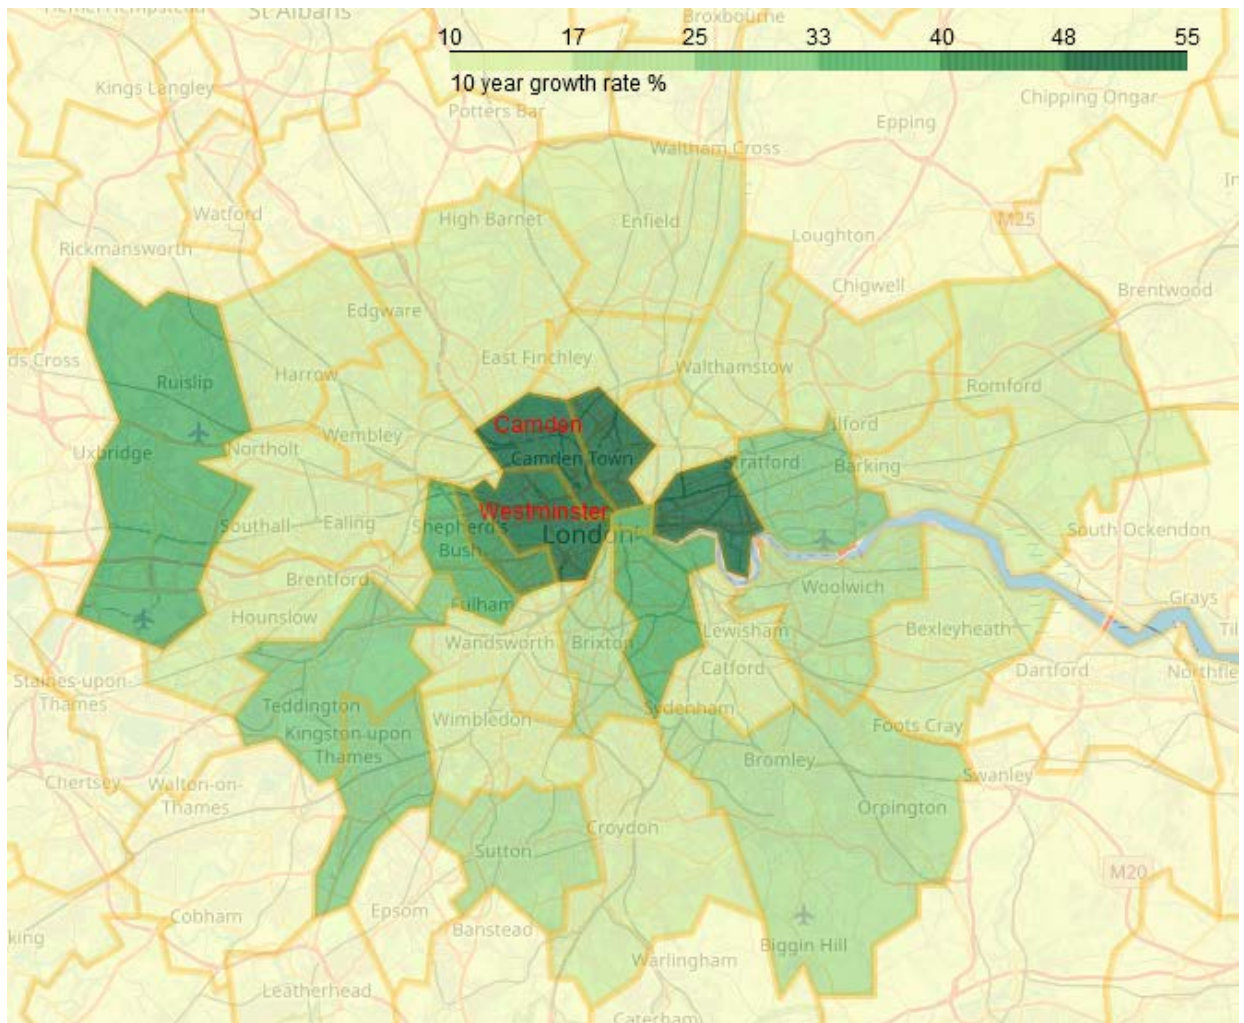 Hemel Hempstead
St Albans
Broxbourne
10 17 25 33 40 48 55
10 year growth rate %
Kings Langley
Potters Bar
Chipping Ongar
Epping
Waltham Cross
Watford
High Barnet
Enfield
M25
Loughton
Rickmansworth
Chigwell
Brentwood
Edgware
ds Cross
East Finchley
Walthamstow
Ruislip
Harrow
Romford
Camden
Wembley
Ilford
Uxbridge
Northolt
Camden Town
Stratford
Barking
Westminster
Southall
Ealing
Shepherd's
Bush
London
South Ockendon
Brentford
Woolwich
Grays
Hounslow
Fulham
Wandsworth
Brixton
Lewisham
Bexleyheath
Til
Catford
Dartford
Northfle
Staines-upon-
Thames
Teddington
Wimbledon
Sydenham
Kingston-upon
Thames
Foots Cray
Bromley
Chertsey
Walton-on-
Thames
Swanley
Orpington
Croydon
Sutton
M20
Cobham
Epsom
Banstead
king
Biggin Hill
Warlingham
Leatherhead
Caterham